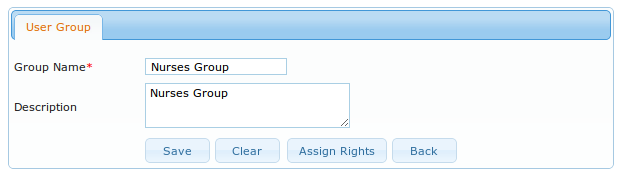 User Group
Group Name* Nurses Group
Description Nurses Group
Save Clear Assign Rights Back